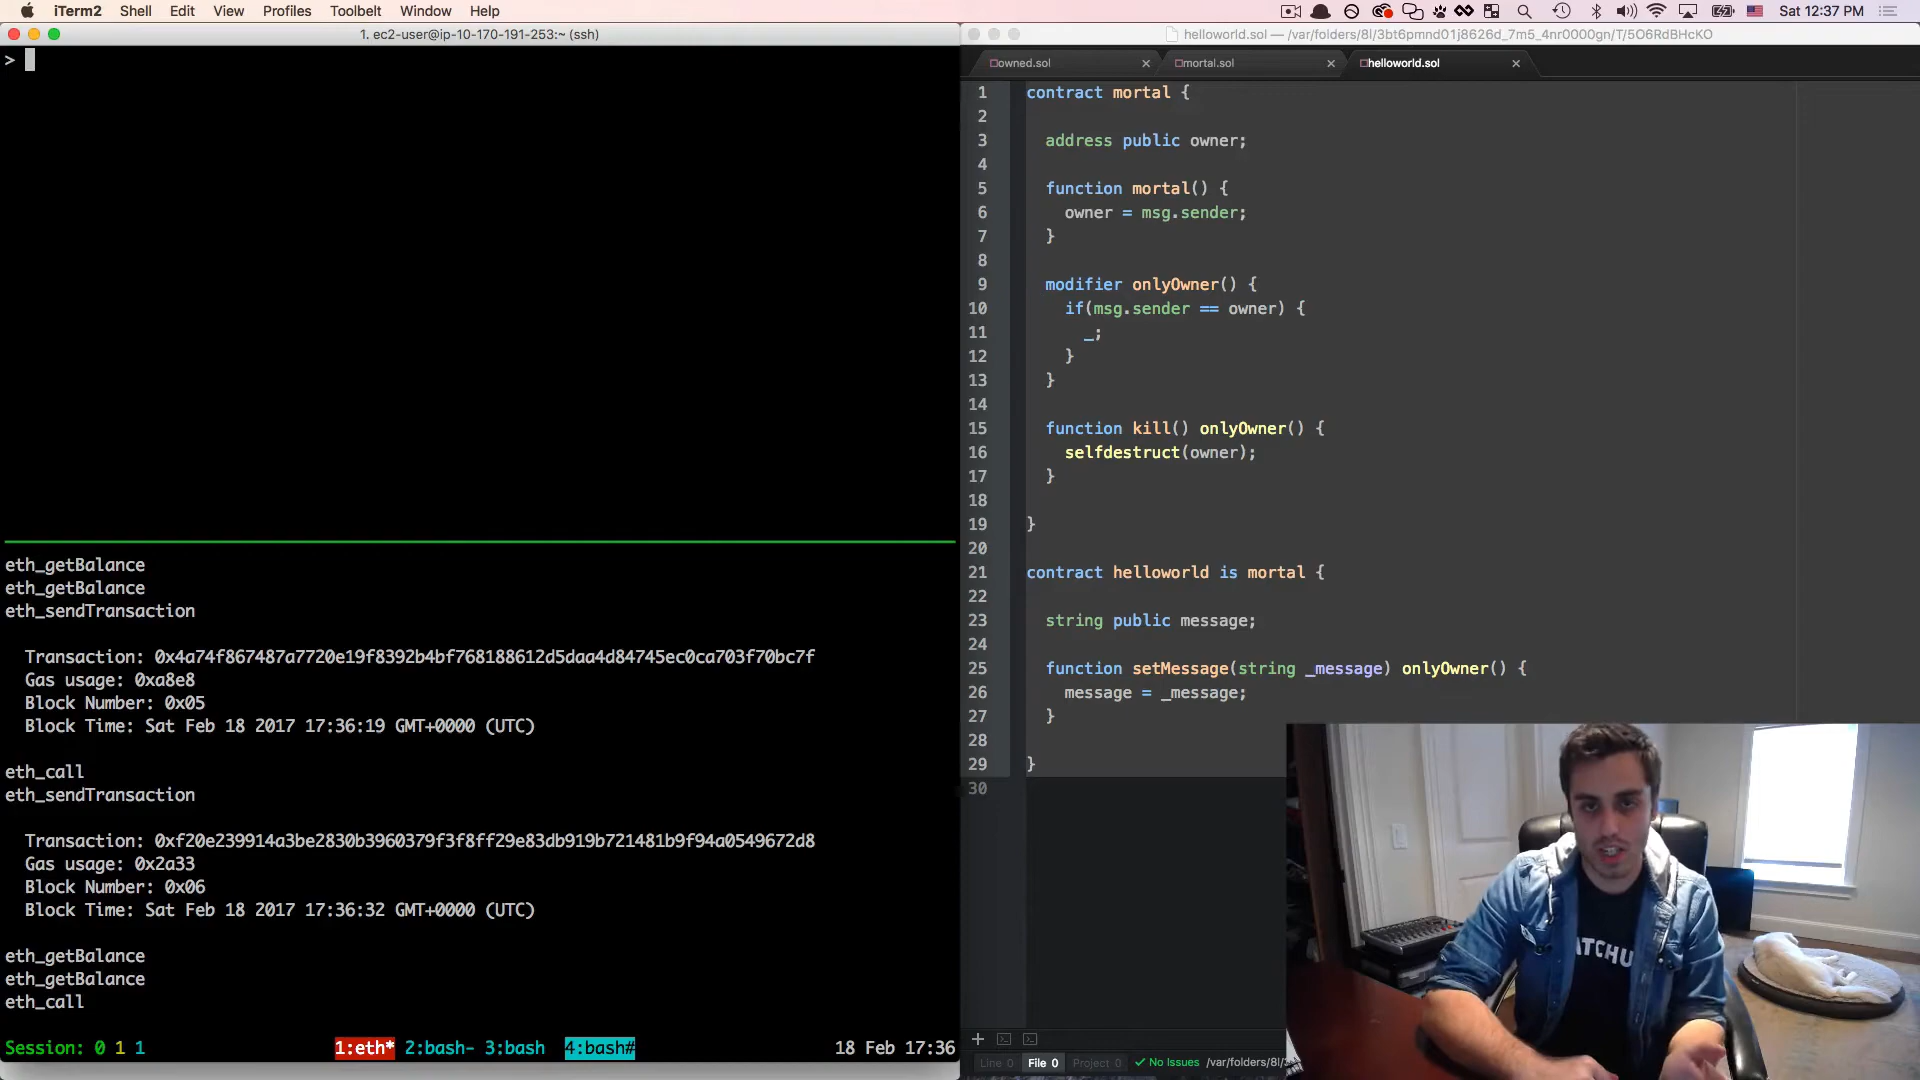 iTerm2 Shell Edit View Profiles Toolbelt Window Help
Sat 12:37 PM
1. ec2-user@ip-10-170-191-253:~ (ssh)
>
eth_getBalance
eth_getBalance
eth_sendTransaction
Transaction: 0x4a74f867487a7720e19f8392b4bf768188612d5daa4d84745ec0ca703f70bc7f
Gas usage: 0xa8e8
Block Number: 0x05
Block Time: Sat Feb 18 2017 17:36:19 GMT+0000 (UTC)
eth_call
eth_sendTransaction
Transaction: 0xf20e239914a3be2830b3960379f3f8ff29e83db919b721481b9f94a0549672d8
Gas usage: 0x2a33
Block Number: 0x06
Block Time: Sat Feb 18 2017 17:36:32 GMT+0000 (UTC)
eth_getBalance
eth_getBalance
eth_call
Session: 0 1 1 1:eth* 2:bash- 3:bash 4:bash# 18 Feb 17:36
helloworld.sol — /var/folders/8l/3bt6pmnd01j8626d_7m5_4nr0000gn/T/5O6RdBHcKO
owned.sol mortal.sol helloworld.sol
1 contract mortal {
2
3 address public owner;
4
5 function mortal() {
6 owner = msg.sender;
7 }
8
9 modifier onlyOwner() {
10 if(msg.sender == owner) {
11 _;
12 }
13 }
14
15 function kill() onlyOwner() {
16 selfdestruct(owner);
17 }
18
19 }
20
21 contract helloworld is mortal {
22
23 string public message;
24
25 function setMessage(string _message) onlyOwner() {
26 message = _message;
27 }
28
29 }
30
Line 0 File 0 Project 0 No Issues /var/folders/8l/